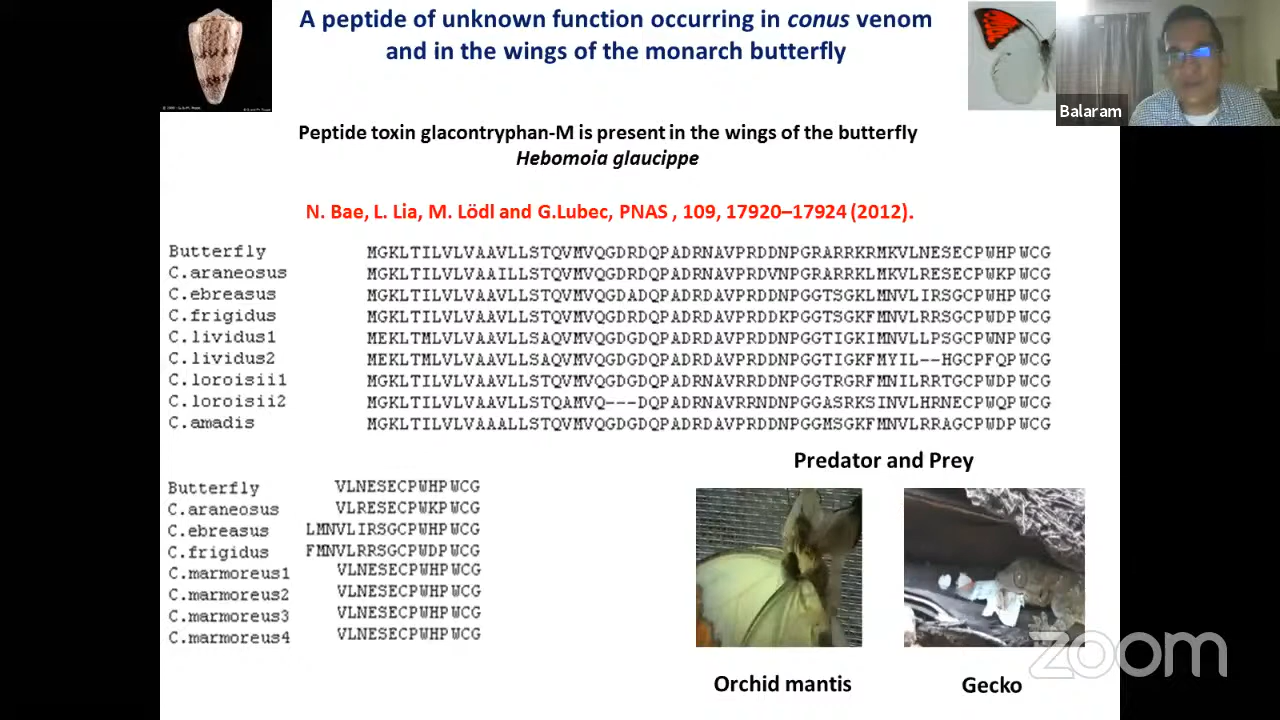 A peptide of unknown function occurring in conus venom
and in the wings of the monarch butterfly
Balaram
Peptide toxin glacontryphan-M is present in the wings of the butterfly
Hebomoia glaucippe
N. Bae, L. Lia, M. Lödl and G.Lubec, PNAS , 109, 17920–17924 (2012).
Butterfly MGKLTILVLVAAVLLSTQVMVQGDRDQPADRNAVPRDDNPGRARRKRMKVLNESECPWHPWCG
C.araneosus MGKLTILVLVAAILLSTQVMVQGDRDQPADRNAVPRDVNPGRARRKLMKVLRESECPWKPWCG
C.ebreasus MGKLTILVLVAAVLLSTQVMVQGDADQPADRDAVPRDDNPGGTSGKLMNVLIRSGCPWHPWCG
C.frigidus MGKLTILVLVAAVLLSTQVMVQGDRDQPADRDAVPRDDKPGGTSGKFMNVLRRSGCPWDPWCG
C.lividus1 MEKLTMLVLVAAVLLSAQVMVQGDGDQPADRDAVPRDDNPGGTIGKIMNVLLPSGCPWNPWCG
C.lividus2 MEKLTMLVLVAAVLLSAQVMVQGDGDQPADRDAVPRDDNPGGTIGKFMYIL--HGCPFQPWCG
C.loroisii1 MGKLTILVLVAAVLLSTQVMVQGDGDQPADRNAVRRDDNPGGTRGRFMNILRRTGCPWDPWCG
C.loroisii2 MGKLTILVLVAAVLLSTQAMVQ---DQPADRNAVRRNDNPGGASRKSINVLHRNECPWQPWCG
C.amadis MGKLTILVLVAAALLSTQVMVQGDGDQPADRDAVPRDDNPGGMSGKFMNVLRRAGCPWDPWCG
Butterfly VLNESECPWHPWCG
C.araneosus VLRESECPWKPWCG
C.ebreasus LMNVLIRSGCPWHPWCG
C.frigidus FMNVLRRSGCPWDPWCG
C.marmoreus1 VLNESECPWHPWCG
C.marmoreus2 VLNESECPWHPWCG
C.marmoreus3 VLNESECPWHPWCG
C.marmoreus4 VLNESECPWHPWCG
Predator and Prey
Orchid mantis
Gecko
zoom